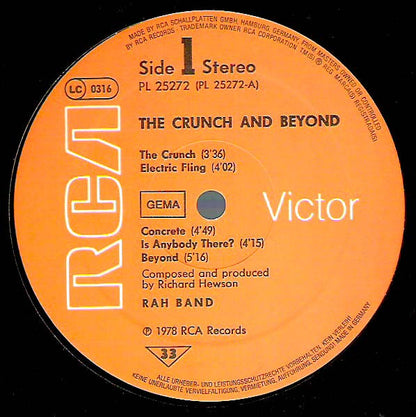 MADE BY RCA SCHALLPLATTEN GMBH, HAMBURG, GERMANY, FROM MASTERS OWNED OR CONTROLLED
BY RCA RECORDS · TRADEMARK OWNER RCA CORPORATION TM(S) ® REG. MARCA(S) REGISTRADA(S)
Side 1 Stereo
PL 25272 (PL 25272-A)
LC 0316
THE CRUNCH AND BEYOND
The Crunch (3'36)
Electric Fling (4'02)
GEMA
RCA
Victor
Concrete (4'49)
Is Anybody There? (4'15)
Beyond (5'16)
Composed and produced
by Richard Hewson
RAH BAND
℗ 1978 RCA Records
33
ALLE URHEBER- UND LEISTUNGSSCHUTZRECHTE VORBEHALTEN. KEIN VERLEIH!
KEINE UNERLAUBTE VERVIELFÄLTIGUNG, VERMIETUNG, AUFFÜHRUNG, SENDUNG! MADE IN GERMANY